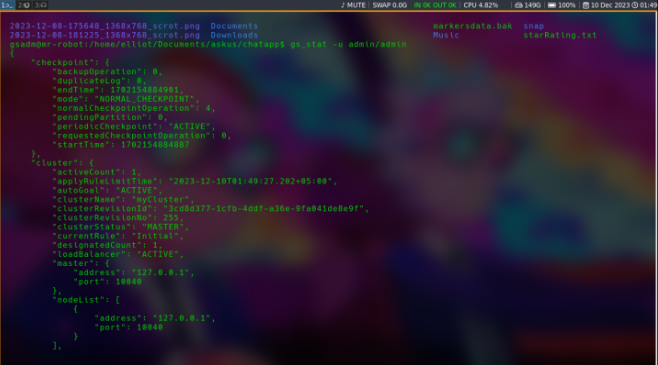 1 2 3 MUTE SWAP 0.0G IN 0K OUT 0K CPU 4.82% 149G 100% 10 Dec 2023 01:49
2023-12-08-175648_1368x768_scrot.png Documents markersdata.bak snap
2023-12-08-181225_1368x768_scrot.png Downloads Music starRating.txt
gsadm@mr-robot:/home/elliot/Documents/askus/chatapp$ gs_stat -u admin/admin
{
"checkpoint": {
"backupOperation": 0,
"duplicateLog": 0,
"endTime": 1702154884901,
"mode": "NORMAL_CHECKPOINT",
"normalCheckpointOperation": 4,
"pendingPartition": 0,
"periodicCheckpoint": "ACTIVE",
"requestedCheckpointOperation": 0,
"startTime": 1702154884887
},
"cluster": {
"activeCount": 1,
"applyRuleLimitTime": "2023-12-10T01:49:27.202+05:00",
"autoGoal": "ACTIVE",
"clusterName": "myCluster",
"clusterRevisionId": "3cd8d377-1cfb-4ddf-a36e-9fa041de8e9f",
"clusterRevisionNo": 255,
"clusterStatus": "MASTER",
"currentRule": "Initial",
"designatedCount": 1,
"loadBalancer": "ACTIVE",
"master": {
"address": "127.0.0.1",
"port": 10040
},
"nodeList": [
{
"address": "127.0.0.1",
"port": 10040
}
],